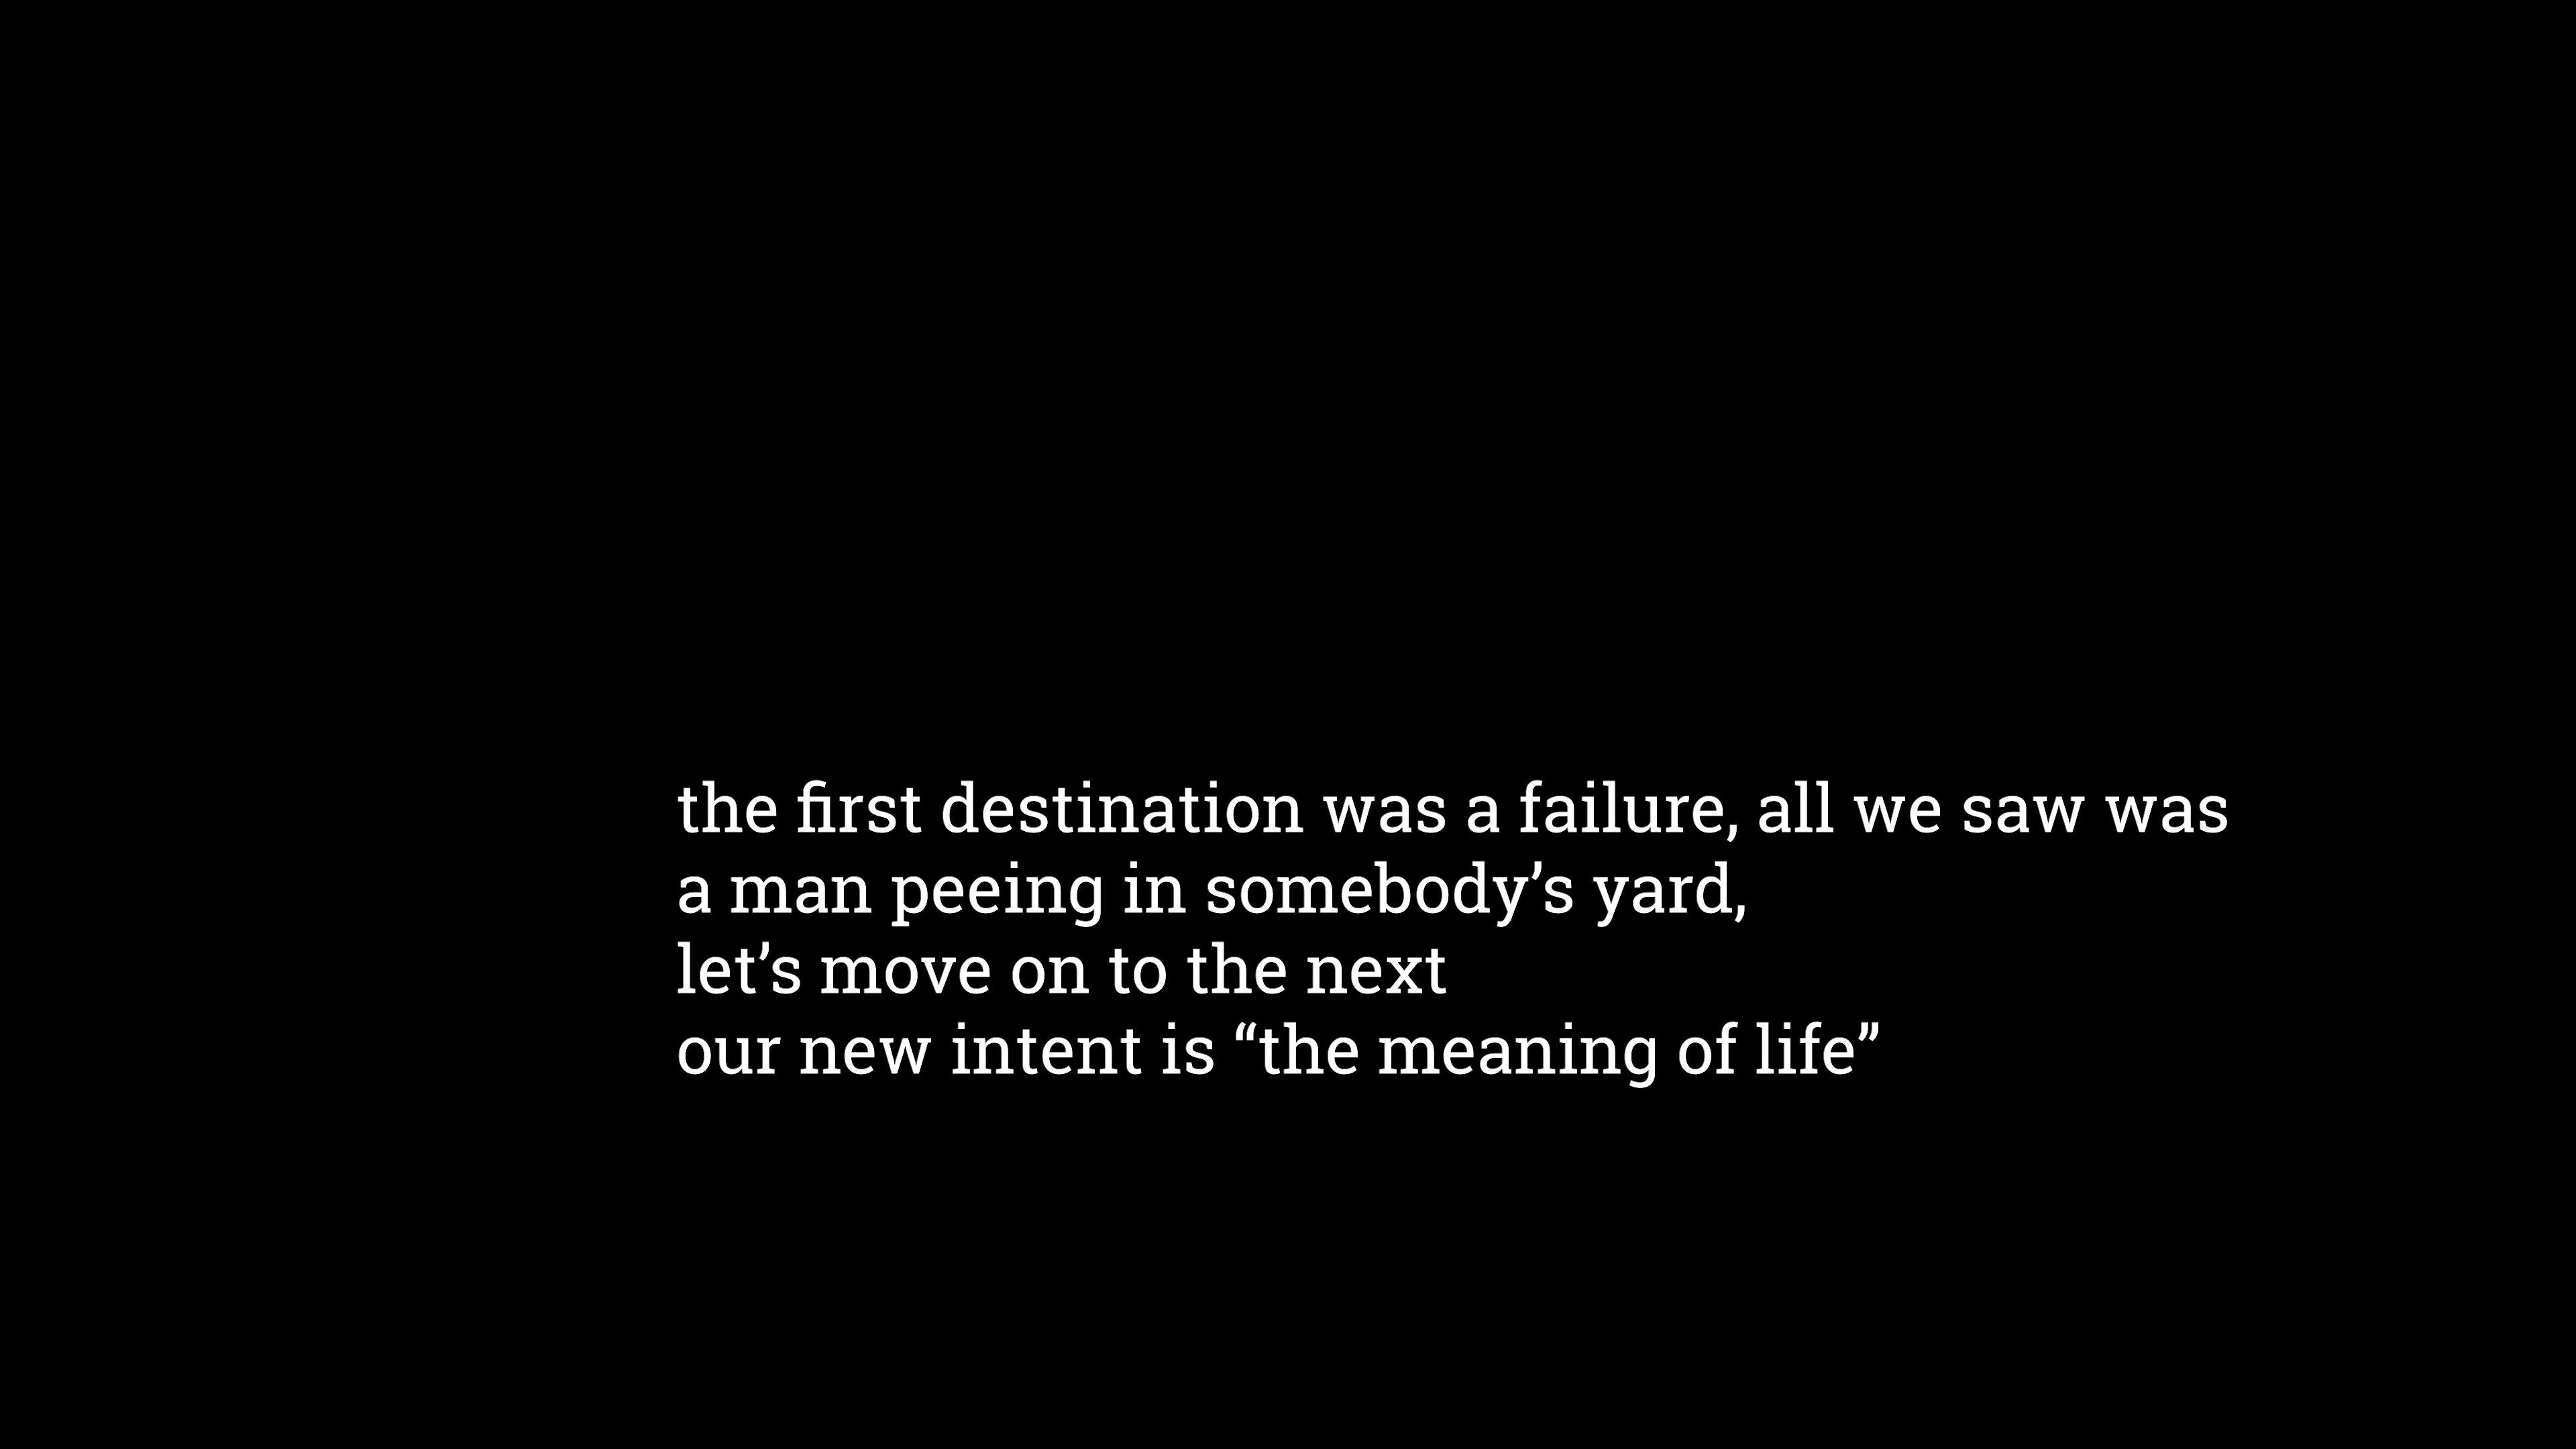 the first destination was a failure, all we saw was
a man peeing in somebody’s yard,
let’s move on to the next
our new intent is “the meaning of life”